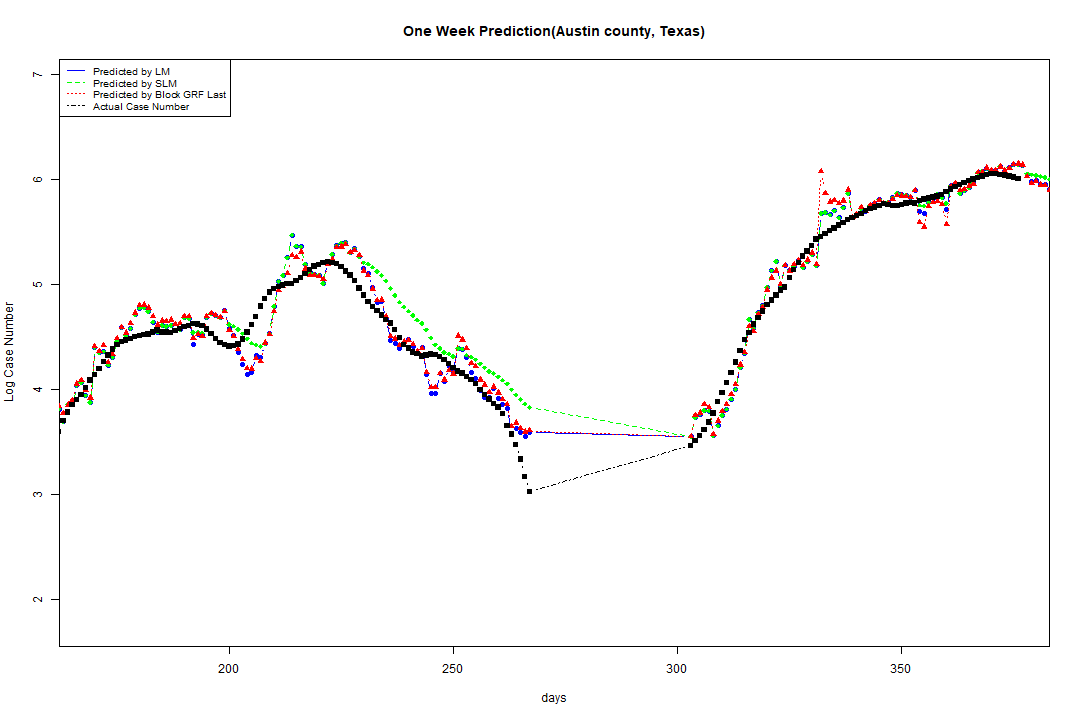 One Week Prediction(Austin county, Texas)
Predicted by LM
Predicted by SLM
Predicted by Block GRF Last
Actual Case Number
7
6
5
4
3
2
Log Case Number
200 250 300 350
days